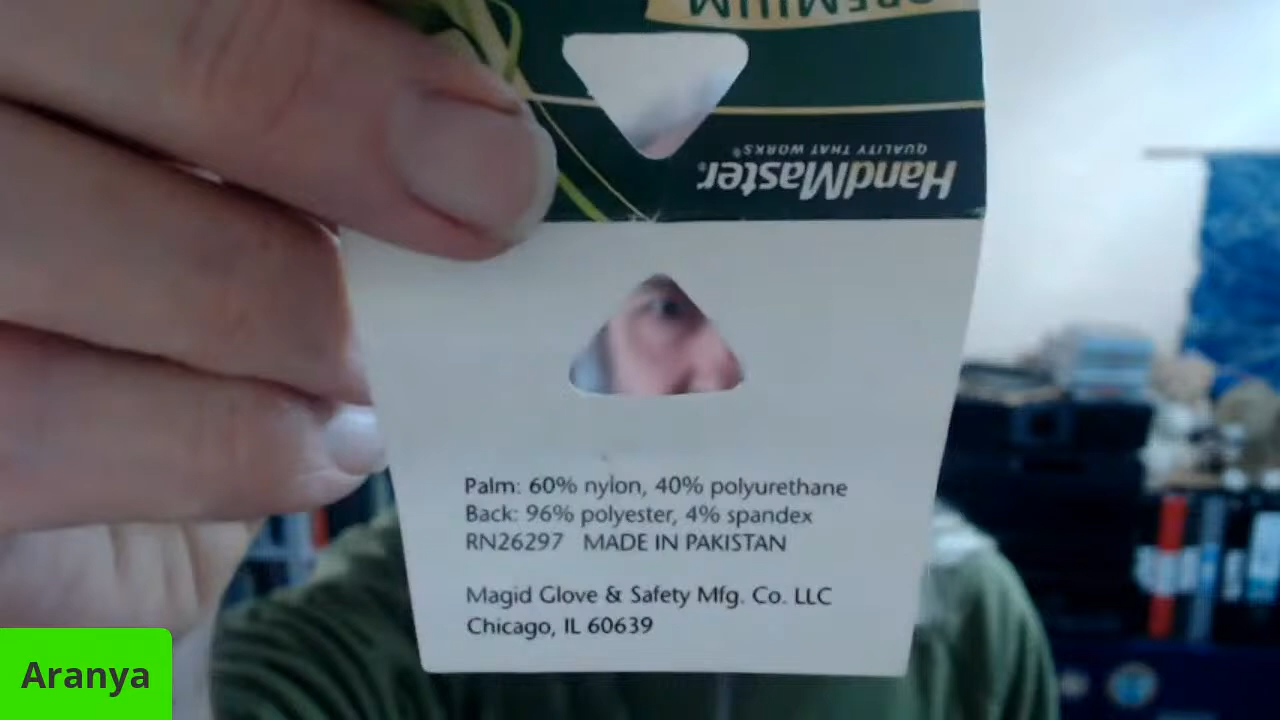 PREMIUM
HandMaster®
QUALITY THAT WORKS®
Palm: 60% nylon, 40% polyurethane
Back: 96% polyester, 4% spandex
RN26297 MADE IN PAKISTAN
Magid Glove & Safety Mfg. Co. LLC
Chicago, IL 60639
Aranya